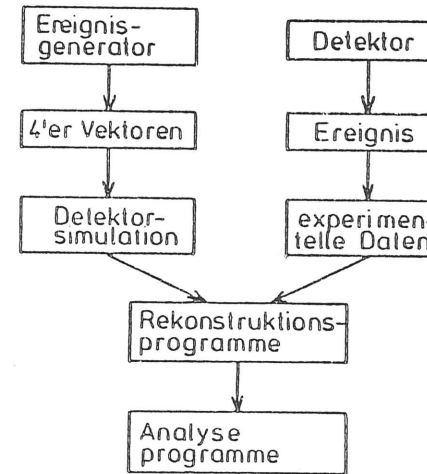 Ereignis-
generator
Detektor
4'er Vektoren
Ereignis
Detektor-
simulation
experimen-
telle Daten
Rekonstruktions-
programme
Analyse
programme